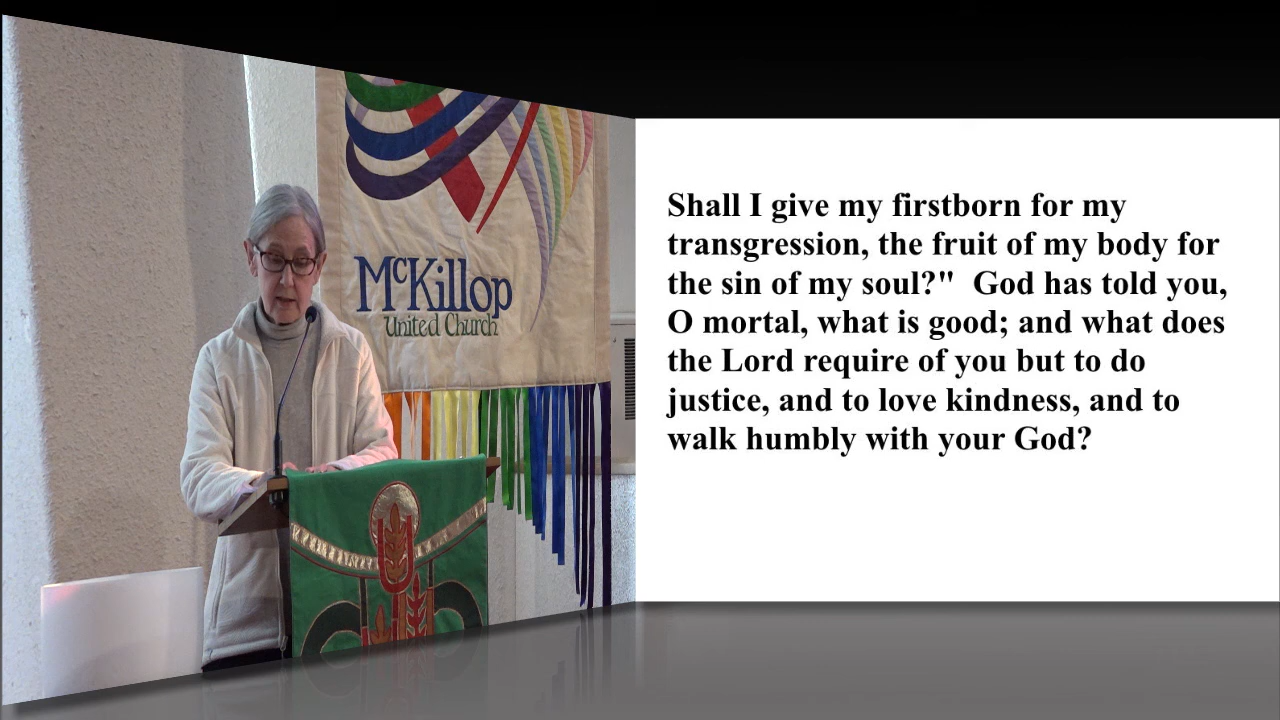 McKillop
United Church
Shall I give my firstborn for my
transgression, the fruit of my body for
the sin of my soul?"  God has told you,
O mortal, what is good; and what does
the Lord require of you but to do
justice, and to love kindness, and to
walk humbly with your God?